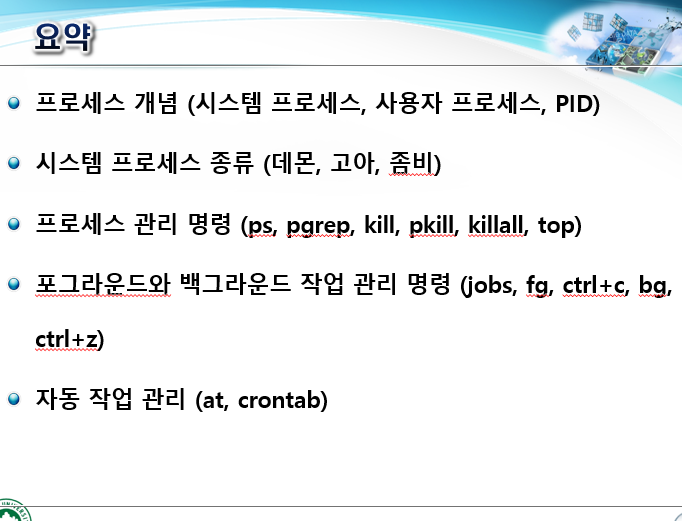 요약
프로세스 개념 (시스템 프로세스, 사용자 프로세스, PID)
시스템 프로세스 종류 (데몬, 고아, 좀비)
프로세스 관리 명령 (ps, pgrep, kill, pkill, killall, top)
포그라운드와 백그라운드 작업 관리 명령 (jobs, fg, ctrl+c, bg,
ctrl+z)
자동 작업 관리 (at, crontab)